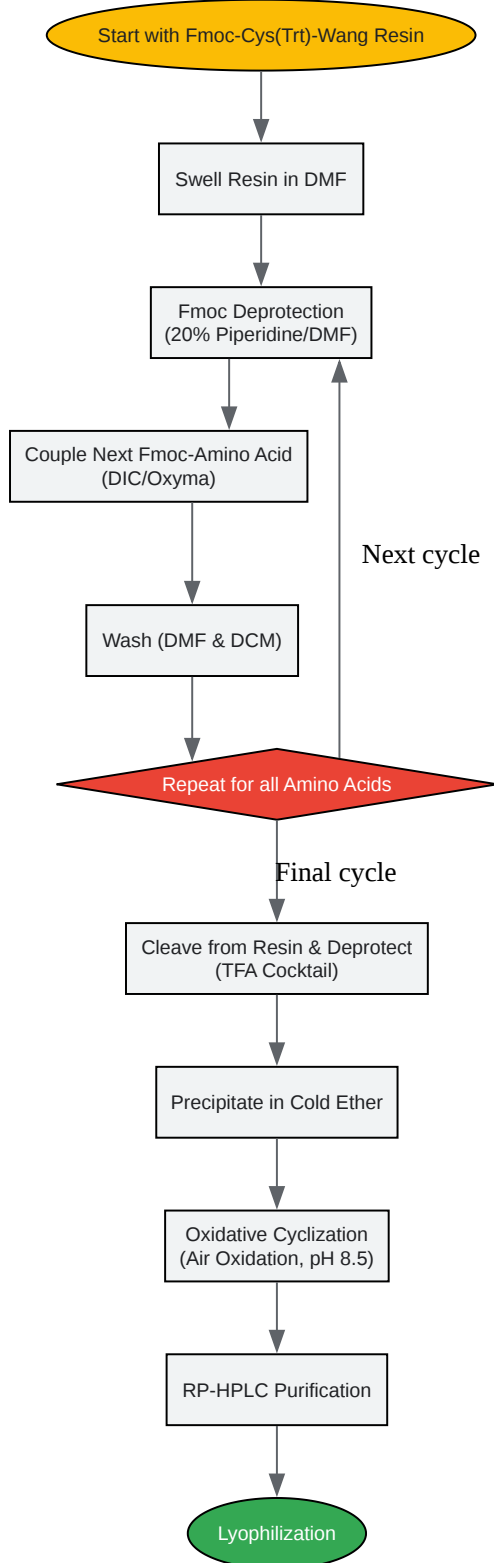 Start with Fmoc-Cys(Trt)-Wang Resin
Swell Resin in DMF
Fmoc Deprotection
(20% Piperidine/DMF)
Couple Next Fmoc-Amino Acid
(DIC/Oxyma)
Next cycle
Wash (DMF & DCM)
Repeat for all Amino Acids
Final cycle
Cleave from Resin & Deprotect
(TFA Cocktail)
Precipitate in Cold Ether
Oxidative Cyclization
(Air Oxidation, pH 8.5)
RP-HPLC Purification
Lyophilization